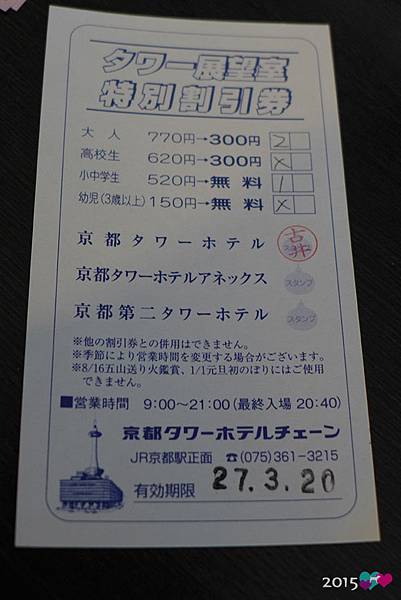 タワー展望室
特別割引券
大人 770円→300円 2
高校生 620円→300円 ×
小中学生 520円→無料 1
幼児(3歳以上) 150円→無料 ×
京都タワーホテル 古井
京都タワーホテルアネックス スタンプ
京都第二タワーホテル スタンプ
※他の割引券との併用はできません。
※季節により営業時間を変更する場合がございます。
※8/16五山送り火鑑賞、1/1元旦初のぼりにはご使用
できません。
■営業時間 9:00〜21:00(最終入場 20:40)
京都タワーホテルチェーン
JR京都駅正面 ☎(075)361-3215
有効期限 27.3.20
2015